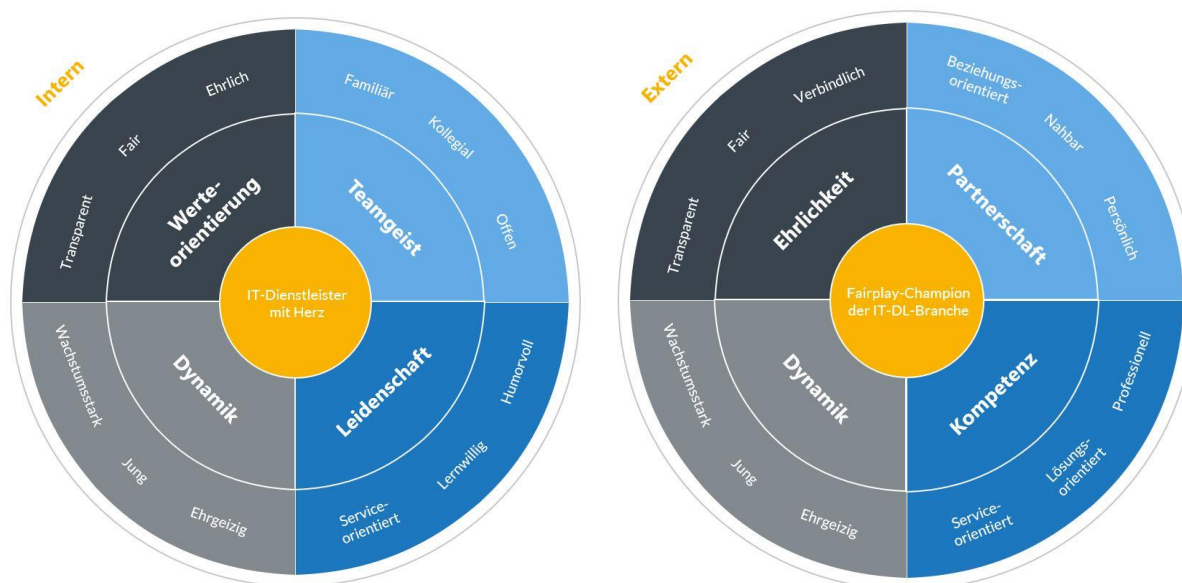 Intern
Transparent
Fair
Ehrlich
Werte-
orientierung
Familiär
Kollegial
Offen
Teamgeist
IT-Dienstleister
mit Herz
Wachstumsstark
Jung
Ehrgeizig
Dynamik
Humorvoll
Lernwillig
Service-
orientiert
Leidenschaft
Extern
Transparent
Fair
Verbindlich
Ehrlichkeit
Beziehungs-
orientiert
Nahbar
Persönlich
Partnerschaft
Fairplay-Champion
der IT-DL-Branche
Wachstumsstark
Jung
Ehrgeizig
Dynamik
Professionell
Lösungs-
orientiert
Service-
orientiert
Kompetenz